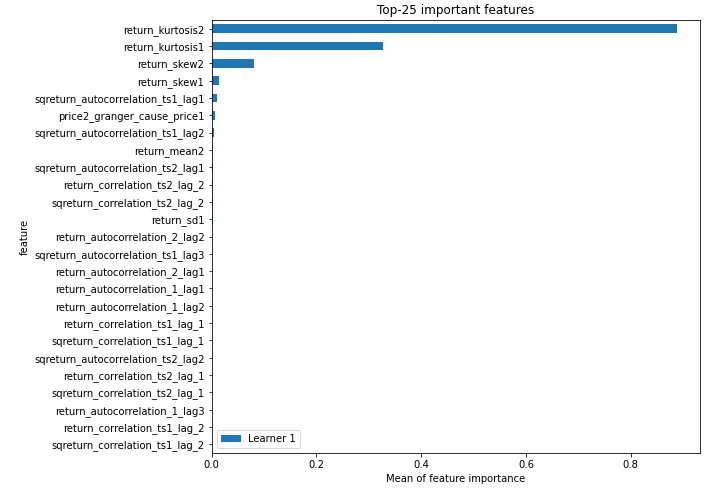 Top-25 important features
return_kurtosis2
return_kurtosis1
return_skew2
return_skew1
sqreturn_autocorrelation_ts1_lag1
price2_granger_cause_price1
sqreturn_autocorrelation_ts1_lag2
return_mean2
sqreturn_autocorrelation_ts2_lag1
return_correlation_ts2_lag_2
sqreturn_correlation_ts2_lag_2
return_sd1
return_autocorrelation_2_lag2
sqreturn_autocorrelation_ts1_lag3
return_autocorrelation_2_lag1
return_autocorrelation_1_lag1
return_autocorrelation_1_lag2
return_correlation_ts1_lag_1
sqreturn_correlation_ts1_lag_1
sqreturn_autocorrelation_ts2_lag2
return_correlation_ts2_lag_1
sqreturn_correlation_ts2_lag_1
return_autocorrelation_1_lag3
return_correlation_ts1_lag_2
sqreturn_correlation_ts1_lag_2
feature
Learner 1
0.0 0.2 0.4 0.6 0.8
Mean of feature importance